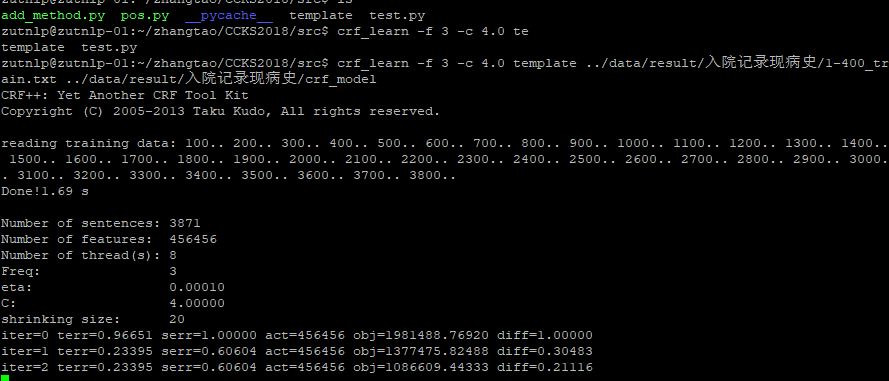 add_method.py  pos.py  __pycache__  template  test.py
zutnlp@zutnlp-01:~/zhangtao/CCKS2018/src$ crf_learn -f 3 -c 4.0 te
template  test.py
zutnlp@zutnlp-01:~/zhangtao/CCKS2018/src$ crf_learn -f 3 -c 4.0 template ../data/result/入院记录现病史/1-400_tr
ain.txt ../data/result/入院记录现病史/crf_model
CRF++: Yet Another CRF Tool Kit
Copyright (C) 2005-2013 Taku Kudo, All rights reserved.
reading training data: 100.. 200.. 300.. 400.. 500.. 600.. 700.. 800.. 900.. 1000.. 1100.. 1200.. 1300.. 1400..
 1500.. 1600.. 1700.. 1800.. 1900.. 2000.. 2100.. 2200.. 2300.. 2400.. 2500.. 2600.. 2700.. 2800.. 2900.. 3000.
. 3100.. 3200.. 3300.. 3400.. 3500.. 3600.. 3700.. 3800..
Done!1.69 s
Number of sentences: 3871
Number of features:  456456
Number of thread(s): 8
Freq:                3
eta:                 0.00010
C:                   4.00000
shrinking size:      20
iter=0 terr=0.96651 serr=1.00000 act=456456 obj=1981488.76920 diff=1.00000
iter=1 terr=0.23395 serr=0.60604 act=456456 obj=1377475.82488 diff=0.30483
iter=2 terr=0.23395 serr=0.60604 act=456456 obj=1086609.44333 diff=0.21116